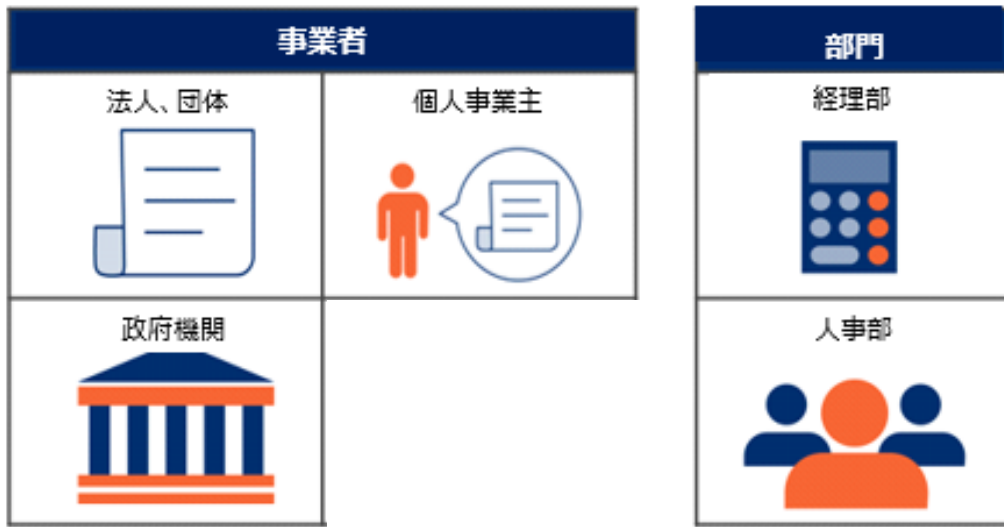 事業者
法人、団体
個人事業主
政府機関
部門
経理部
人事部